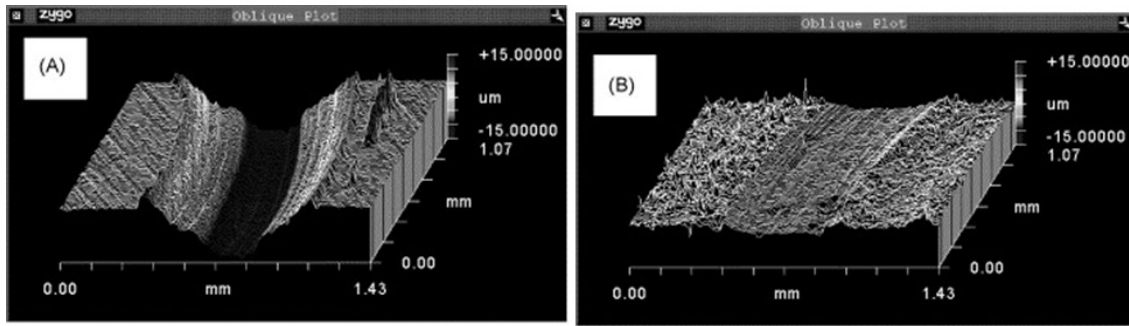 zygo Oblique Plot
(A)
+15.00000
um
-15.00000
1.07
mm
0.00
0.00 mm 1.43
zygo Oblique Plot
(B)
+15.00000
um
-15.00000
1.07
mm
0.00
0.00 mm 1.43